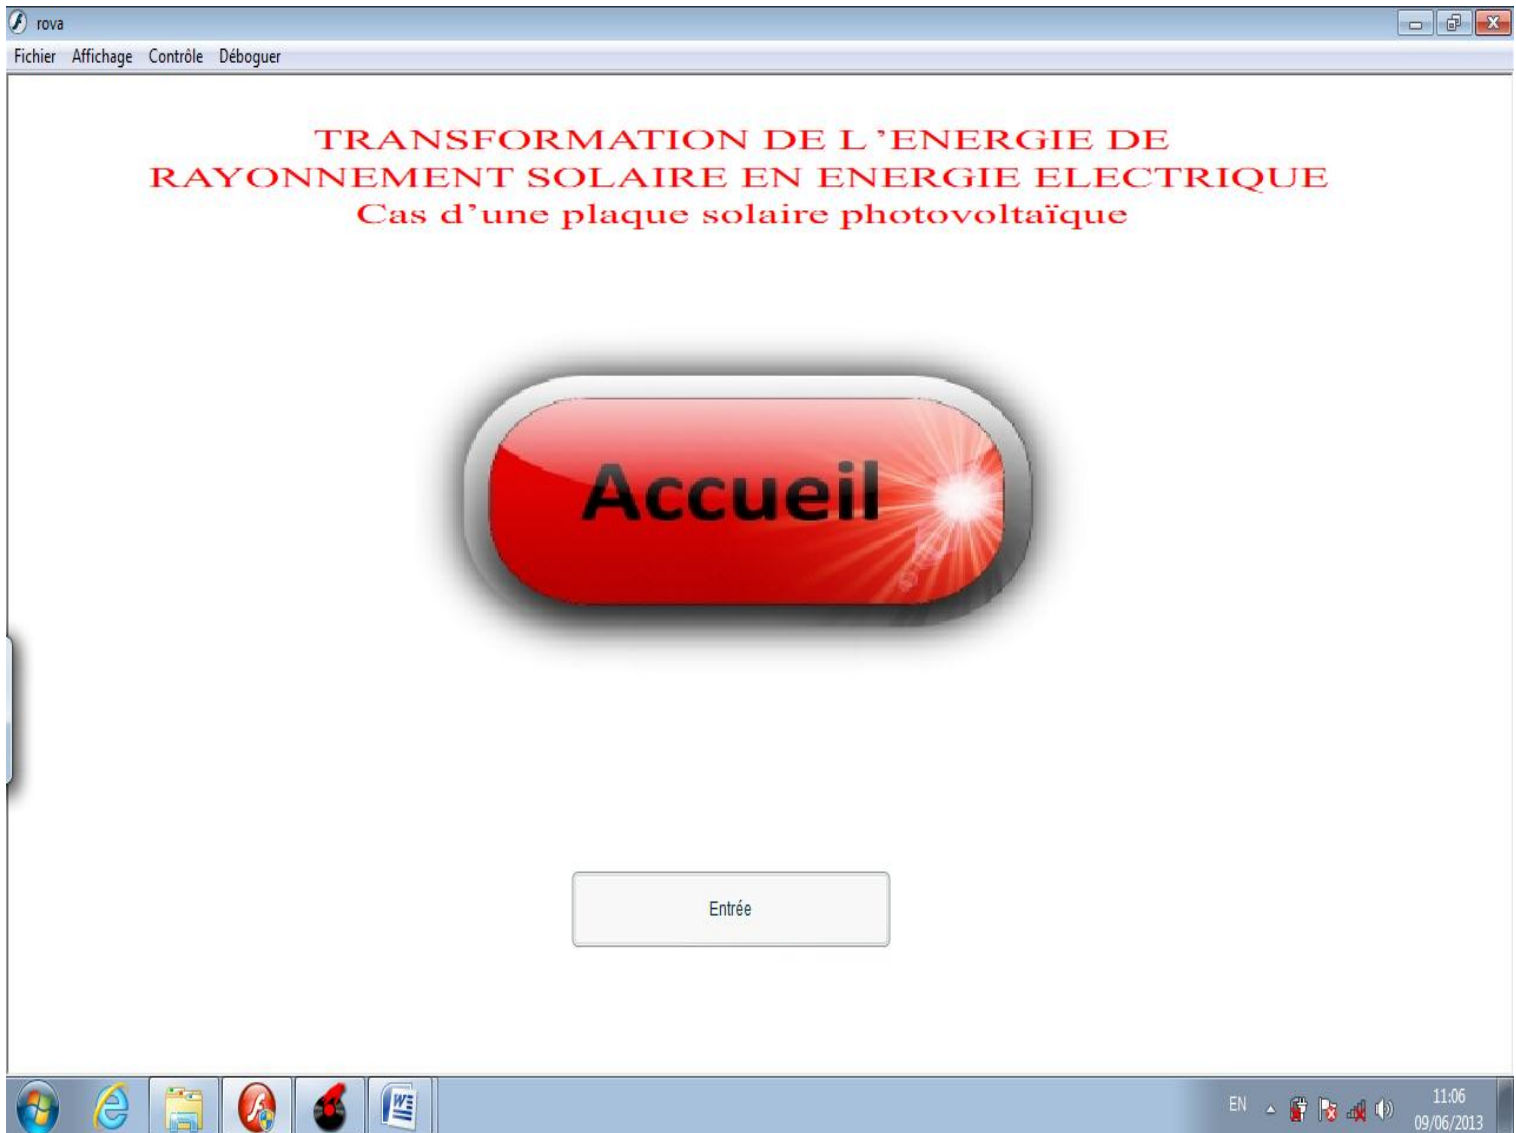 rova
Fichier Affichage Contrôle Déboguer
TRANSFORMATION DE L ’ENERGIE DE
RAYONNEMENT SOLAIRE EN ENERGIE ELECTRIQUE
Cas d’une plaque solaire photovoltaïque
Accueil
Entrée
EN
11:06
09/06/2013